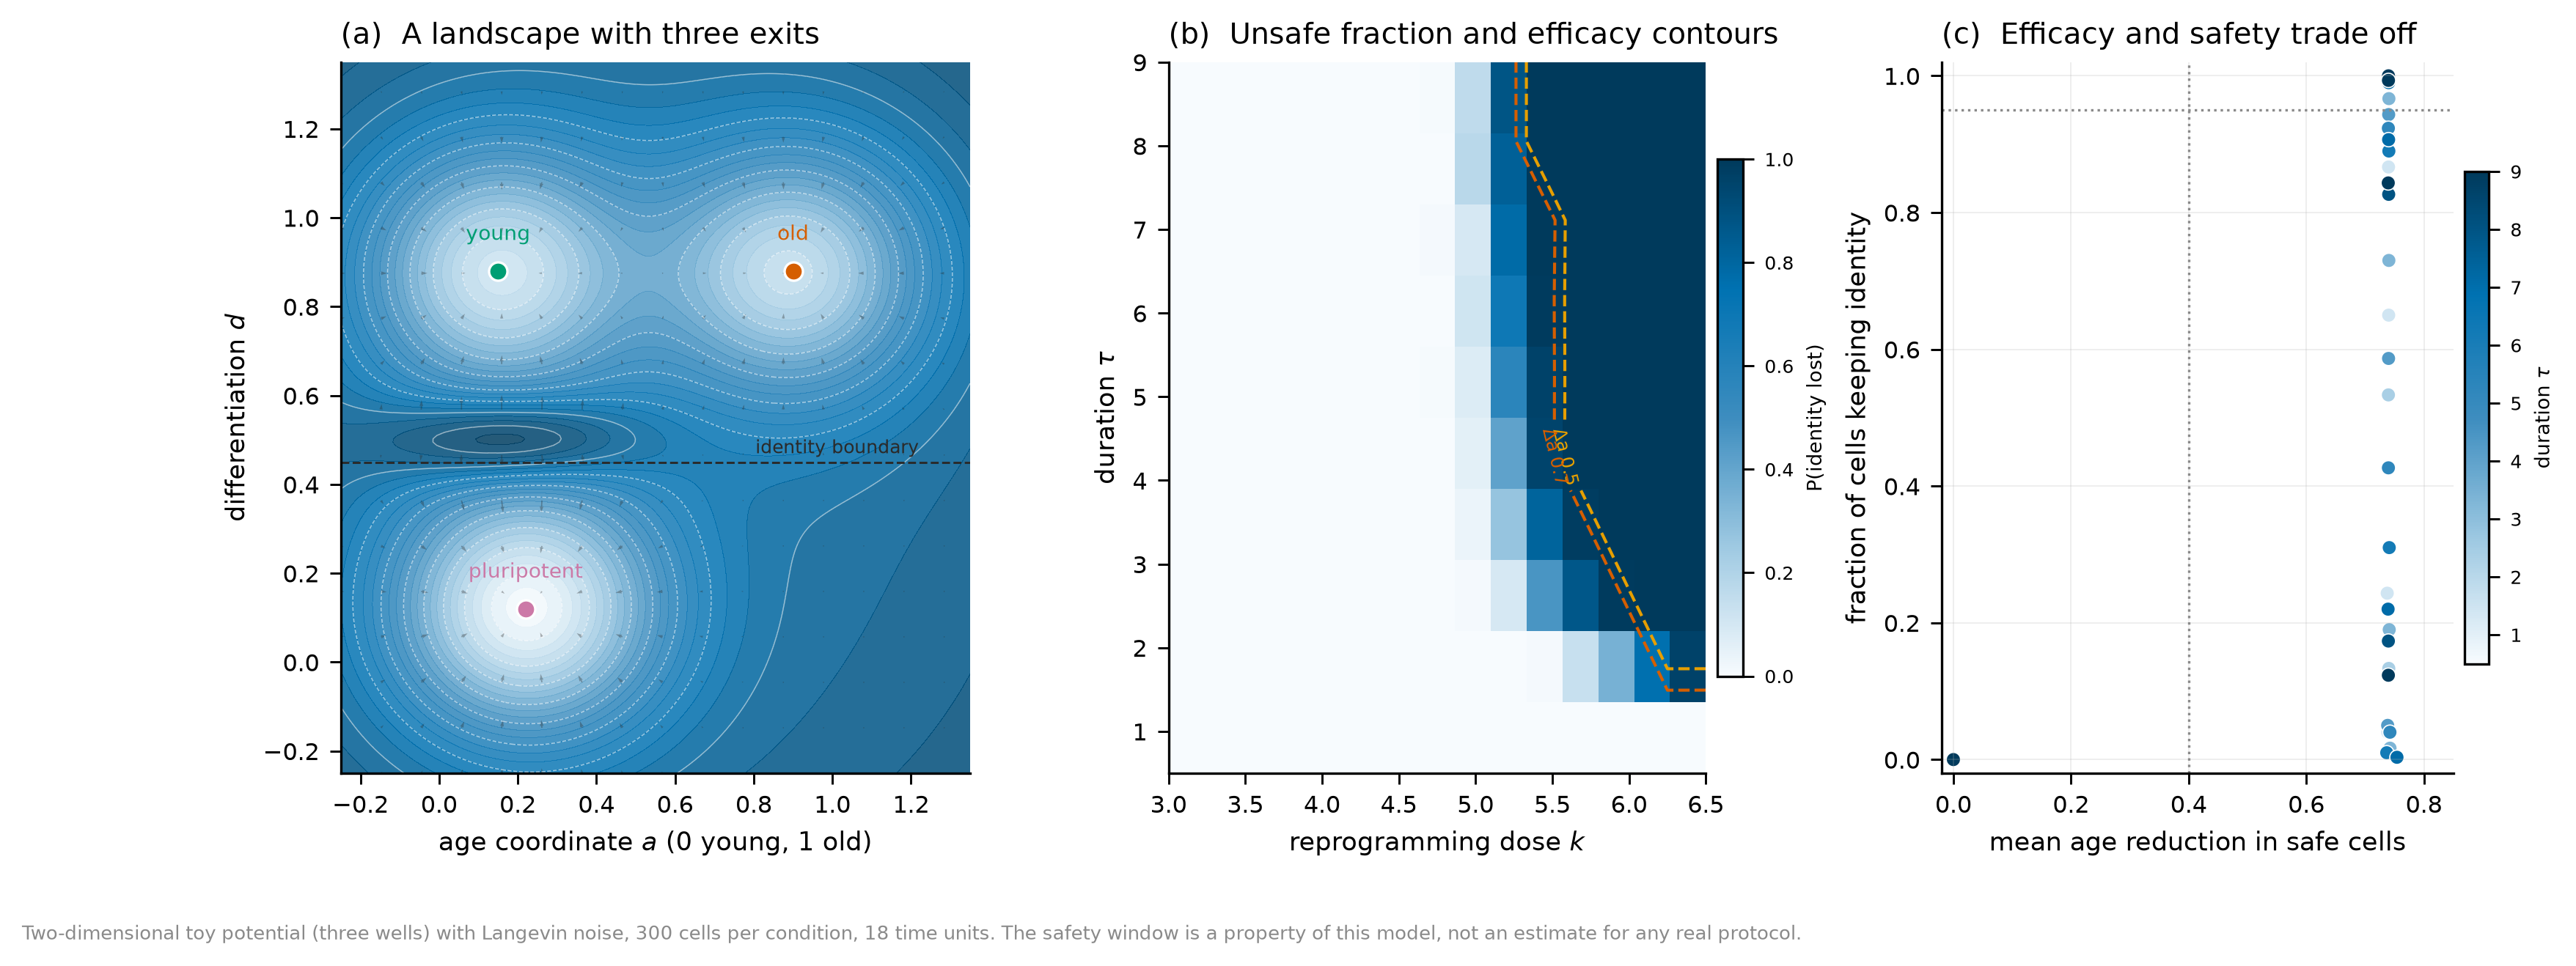 (a) A landscape with three exits
differentiation d
1.2
1.0
0.8
0.6
0.4
0.2
0.0
−0.2
young
old
identity boundary
pluripotent
−0.2 0.0 0.2 0.4 0.6 0.8 1.0 1.2
age coordinate a (0 young, 1 old)
(b) Unsafe fraction and efficacy contours
duration τ
9
8
7
6
5
4
3
2
1
Δa 0.7
Δa 0.5
3.0 3.5 4.0 4.5 5.0 5.5 6.0 6.5
reprogramming dose k
1.0
0.8
0.6
0.4
0.2
0.0
P(identity lost)
(c) Efficacy and safety trade off
fraction of cells keeping identity
1.0
0.8
0.6
0.4
0.2
0.0
0.0 0.2 0.4 0.6 0.8
mean age reduction in safe cells
9
8
7
6
5
4
3
2
1
duration τ
Two-dimensional toy potential (three wells) with Langevin noise, 300 cells per condition, 18 time units. The safety window is a property of this model, not an estimate for any real protocol.